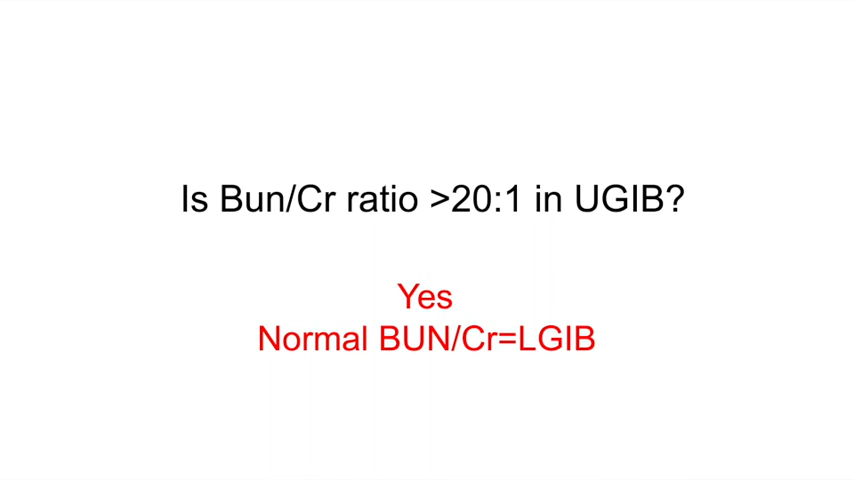 Is Bun/Cr ratio >20:1 in UGIB?
Yes
Normal BUN/Cr=LGIB